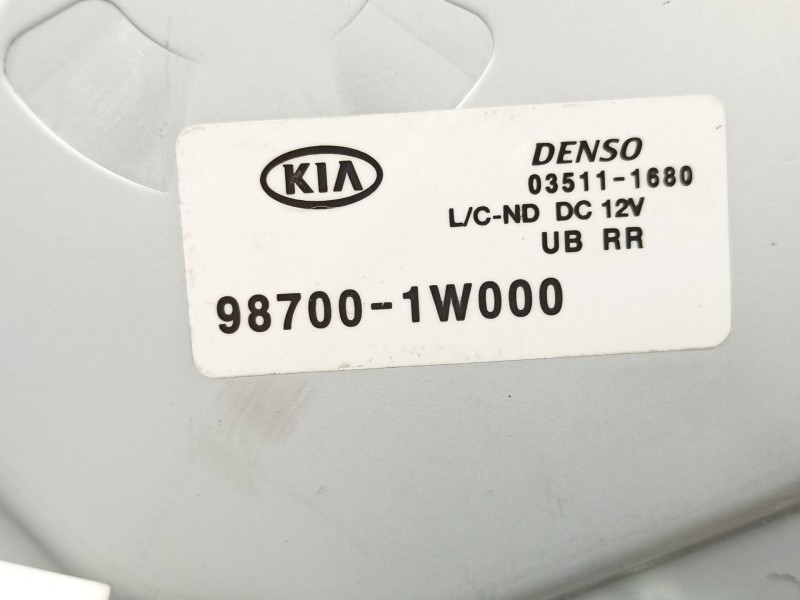 KIA
DENSO
03511-1680
L/C-ND DC 12V
UB RR
98700-1W000